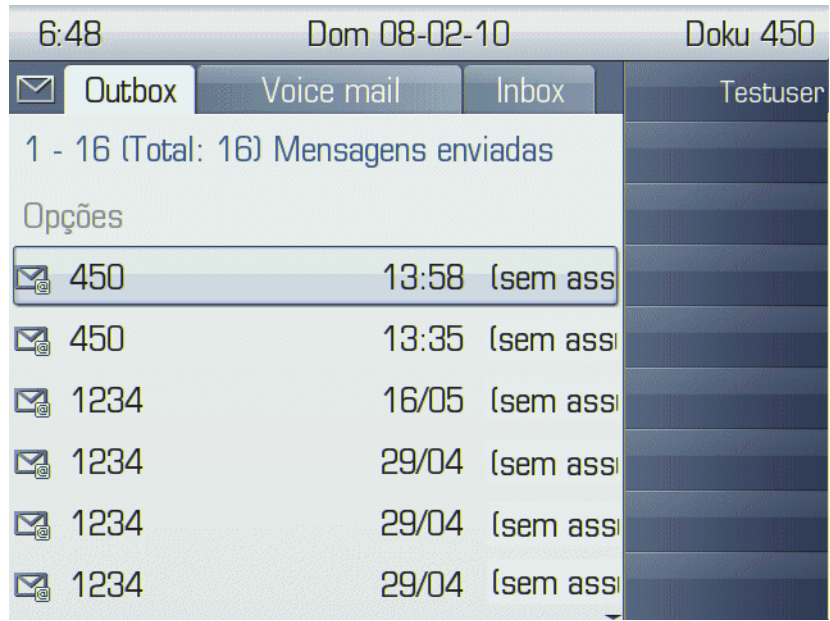 6:48 Dom 08-02-10 Doku 450
Outbox Voice mail Inbox Testuser
1 - 16 (Total: 16) Mensagens enviadas
Opções
450 13:58 (sem ass
450 13:35 (sem ass
1234 16/05 (sem ass
1234 29/04 (sem ass
1234 29/04 (sem ass
1234 29/04 (sem ass